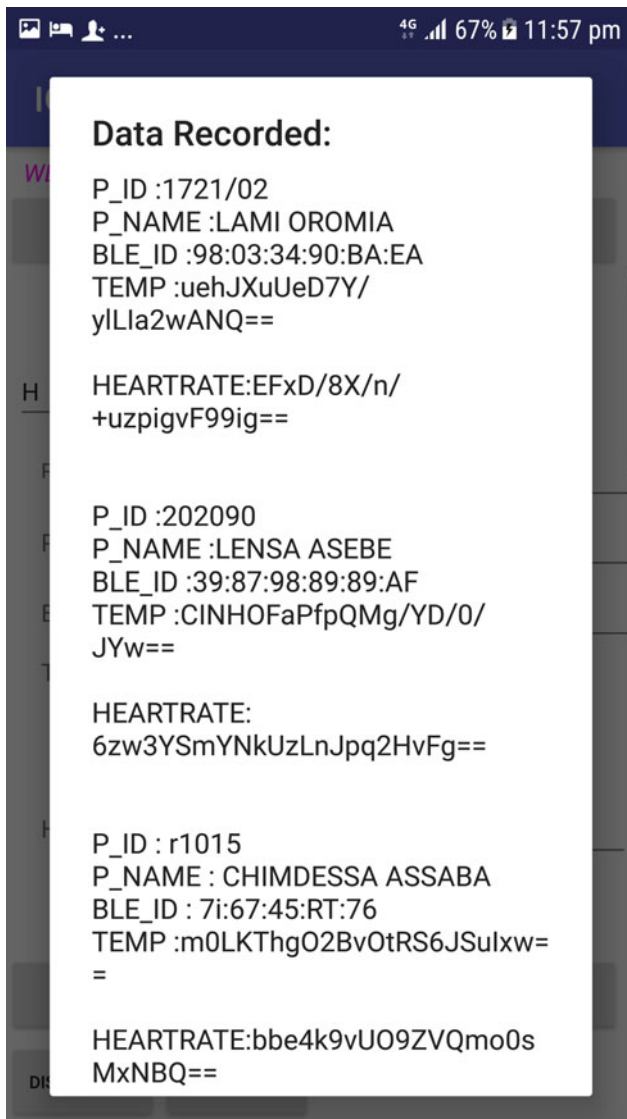 ... 4G 67% 11:57 pm
Data Recorded:
P_ID :1721/02
P_NAME :LAMI OROMIA
BLE_ID :98:03:34:90:BA:EA
TEMP :uehJXuUeD7Y/
ylLIa2wANQ==
HEARTRATE:EFxD/8X/n/
+uzpigvF99ig==
P_ID :202090
P_NAME :LENSA ASEBE
BLE_ID :39:87:98:89:89:AF
TEMP :CINHOFaPfpQMg/YD/0/
JYw==
HEARTRATE:
6zw3YSmYNkUzLnJpq2HvFg==
P_ID : r1015
P_NAME : CHIMDESSA ASSABA
BLE_ID : 7i:67:45:RT:76
TEMP :m0LKThgO2BvOtRS6JSulxw=
=
HEARTRATE:bbe4k9vUO9ZVQmo0s
MxNBQ==